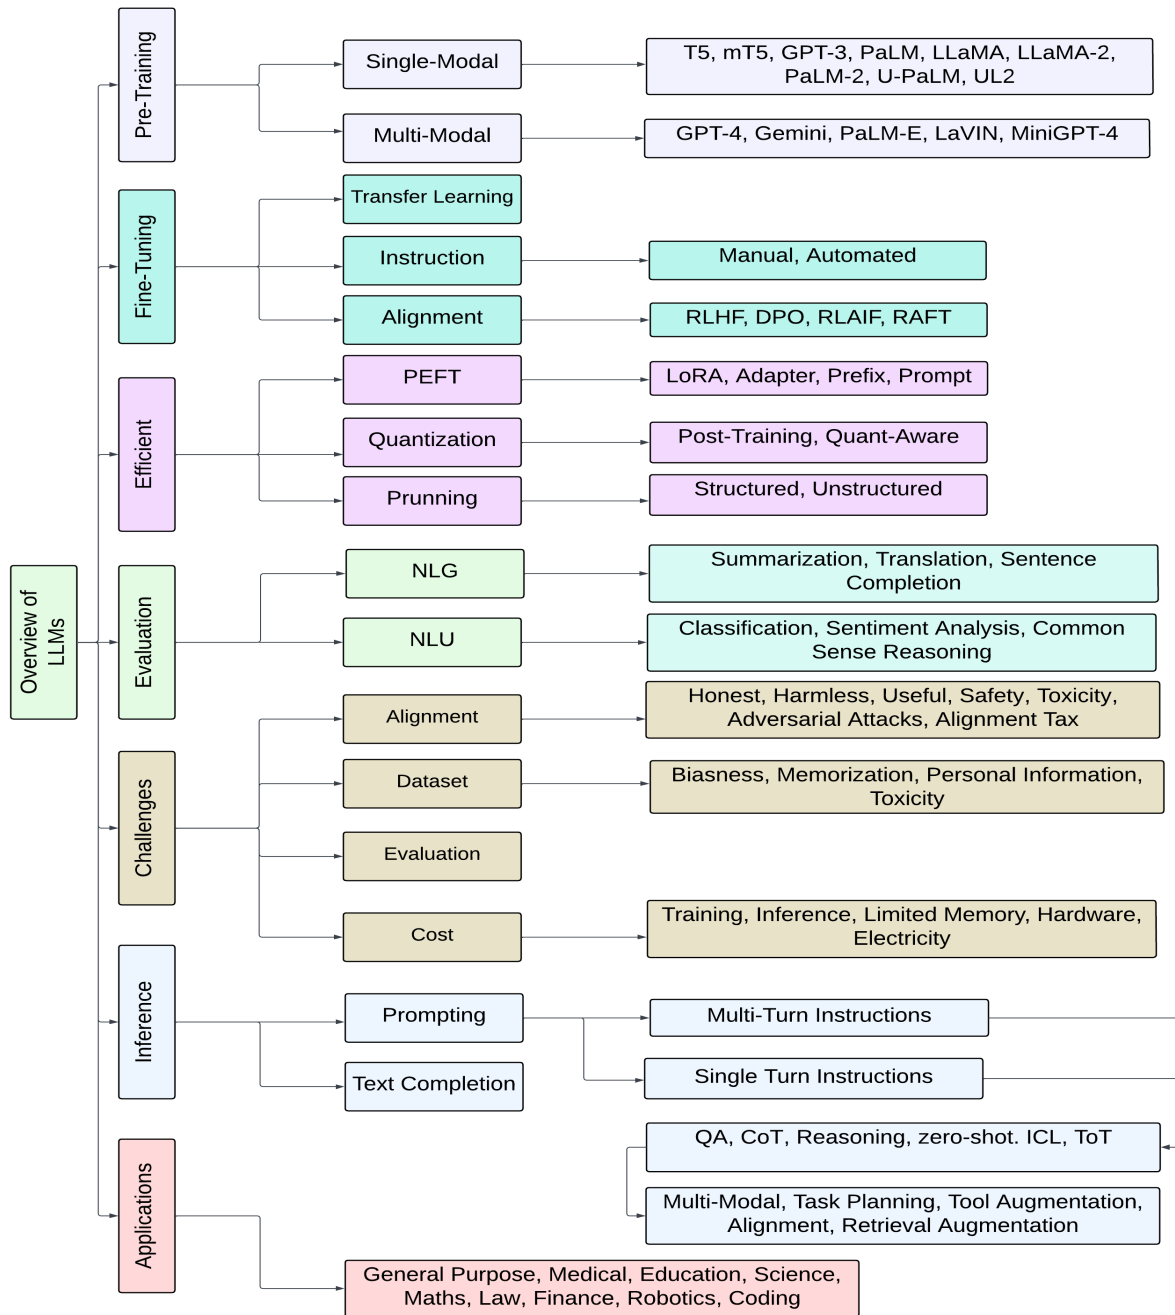 Overview of
LLMs
Pre-Training
Single-Modal
T5, mT5, GPT-3, PaLM, LLaMA, LLaMA-2,
PaLM-2, U-PaLM, UL2
Multi-Modal
GPT-4, Gemini, PaLM-E, LaVIN, MiniGPT-4
Fine-Tuning
Transfer Learning
Instruction
Manual, Automated
Alignment
RLHF, DPO, RLAIF, RAFT
Efficient
PEFT
LoRA, Adapter, Prefix, Prompt
Quantization
Post-Training, Quant-Aware
Prunning
Structured, Unstructured
Evaluation
NLG
Summarization, Translation, Sentence
Completion
NLU
Classification, Sentiment Analysis, Common
Sense Reasoning
Challenges
Alignment
Honest, Harmless, Useful, Safety, Toxicity,
Adversarial Attacks, Alignment Tax
Dataset
Biasness, Memorization, Personal Information,
Toxicity
Evaluation
Cost
Training, Inference, Limited Memory, Hardware,
Electricity
Inference
Prompting
Multi-Turn Instructions
Single Turn Instructions
Text Completion
QA, CoT, Reasoning, zero-shot. ICL, ToT
Multi-Modal, Task Planning, Tool Augmentation,
Alignment, Retrieval Augmentation
Applications
General Purpose, Medical, Education, Science,
Maths, Law, Finance, Robotics, Coding